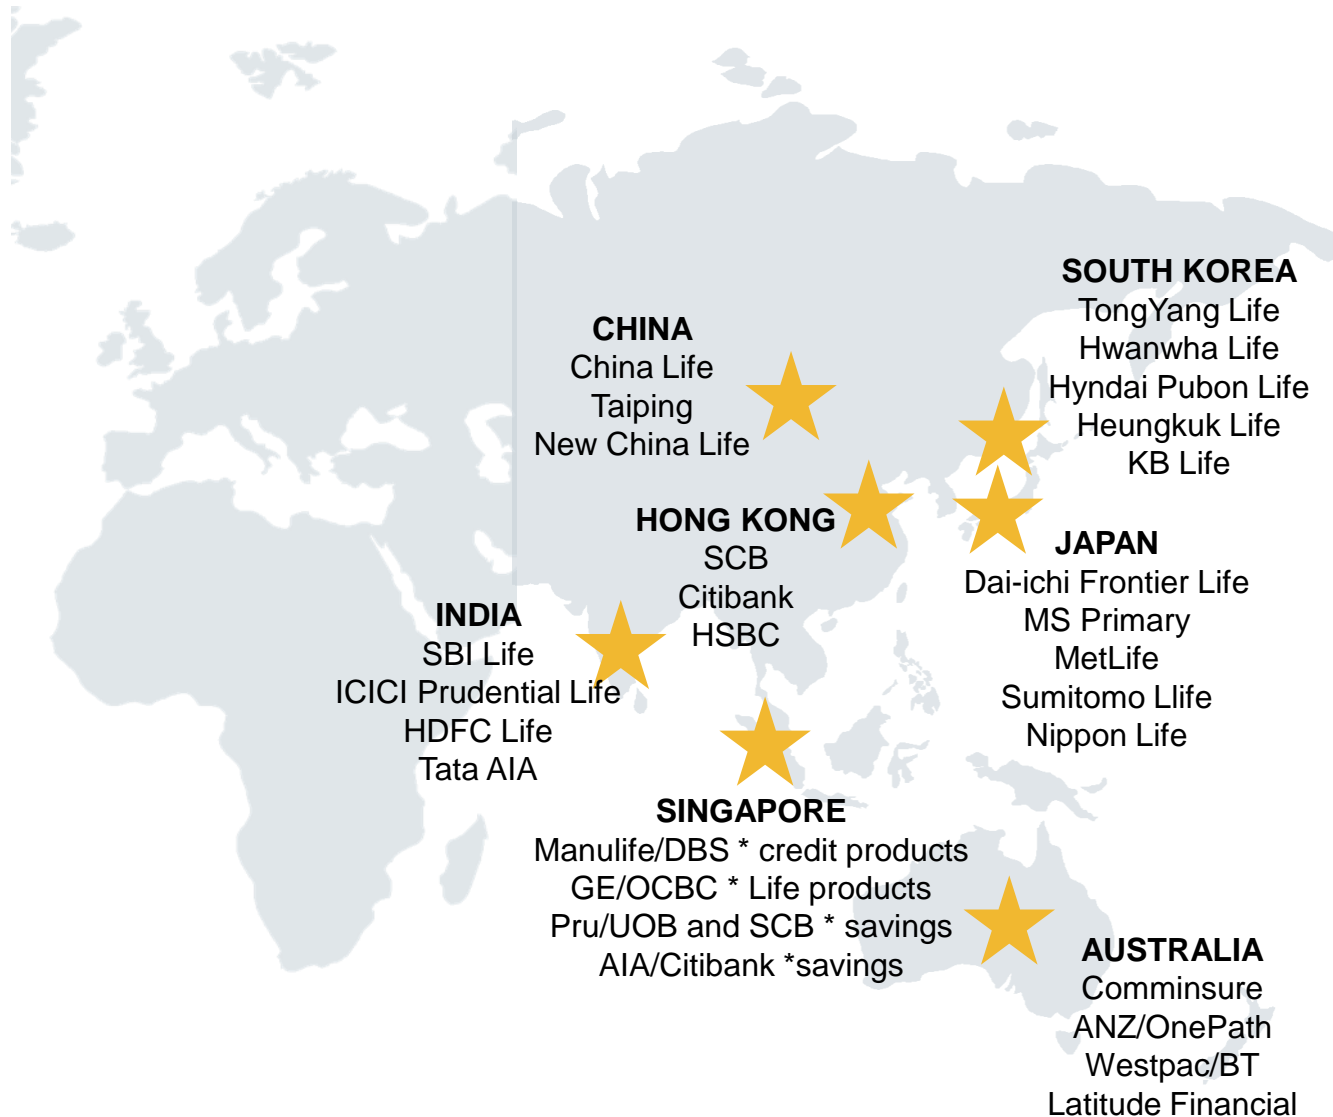 SOUTH KOREA
TongYang Life
Hwanwha Life
Hyndai Pubon Life
Heungkuk Life
KB Life
CHINA
China Life
Taiping
New China Life
HONG KONG
SCB
Citibank
HSBC
JAPAN
Dai-ichi Frontier Life
MS Primary
MetLife
Sumitomo Llife
Nippon Life
INDIA
SBI Life
ICICI Prudential Life
HDFC Life
Tata AIA
SINGAPORE
Manulife/DBS * credit products
GE/OCBC * Life products
Pru/UOB and SCB * savings
AIA/Citibank *savings
AUSTRALIA
Comminsure
ANZ/OnePath
Westpac/BT
Latitude Financial